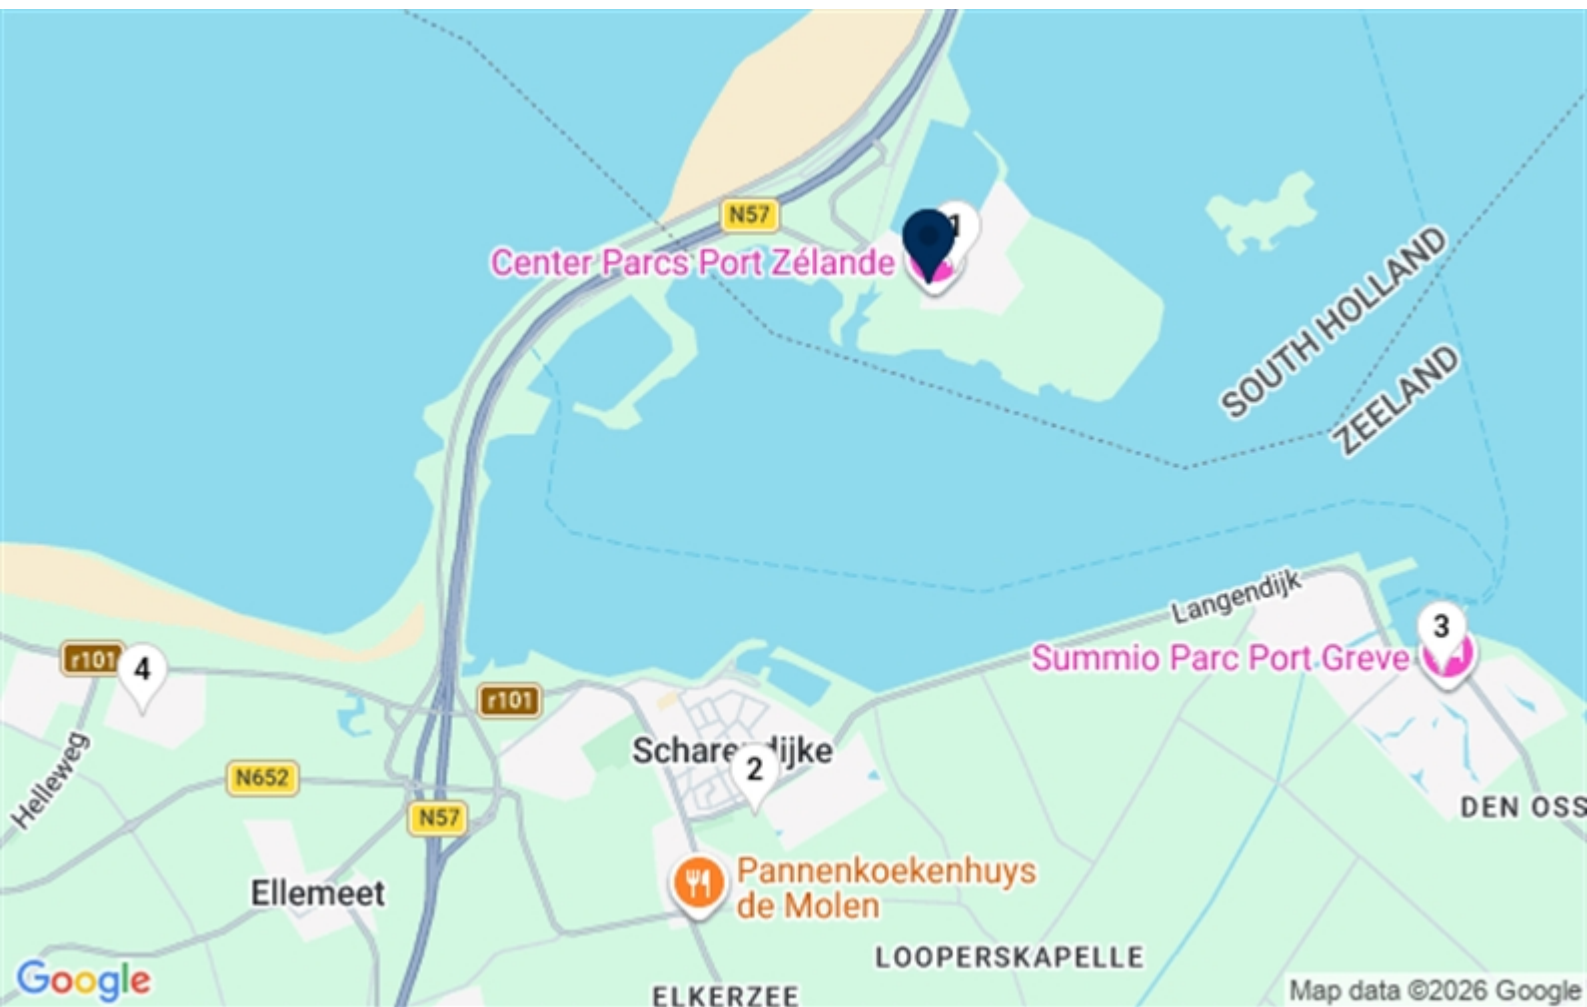 N57
1
Center Parcs Port Zélande
SOUTH HOLLAND
ZEELAND
Langendijk
3
Summio Parc Port Greve
r101
4
r101
Scharendijke
2
Helleweg
N652
N57
DEN OSS
Ellemeet
Pannenkoekenhuys
de Molen
LOOPERSKAPELLE
Google
ELKERZEE
Map data ©2026 Google